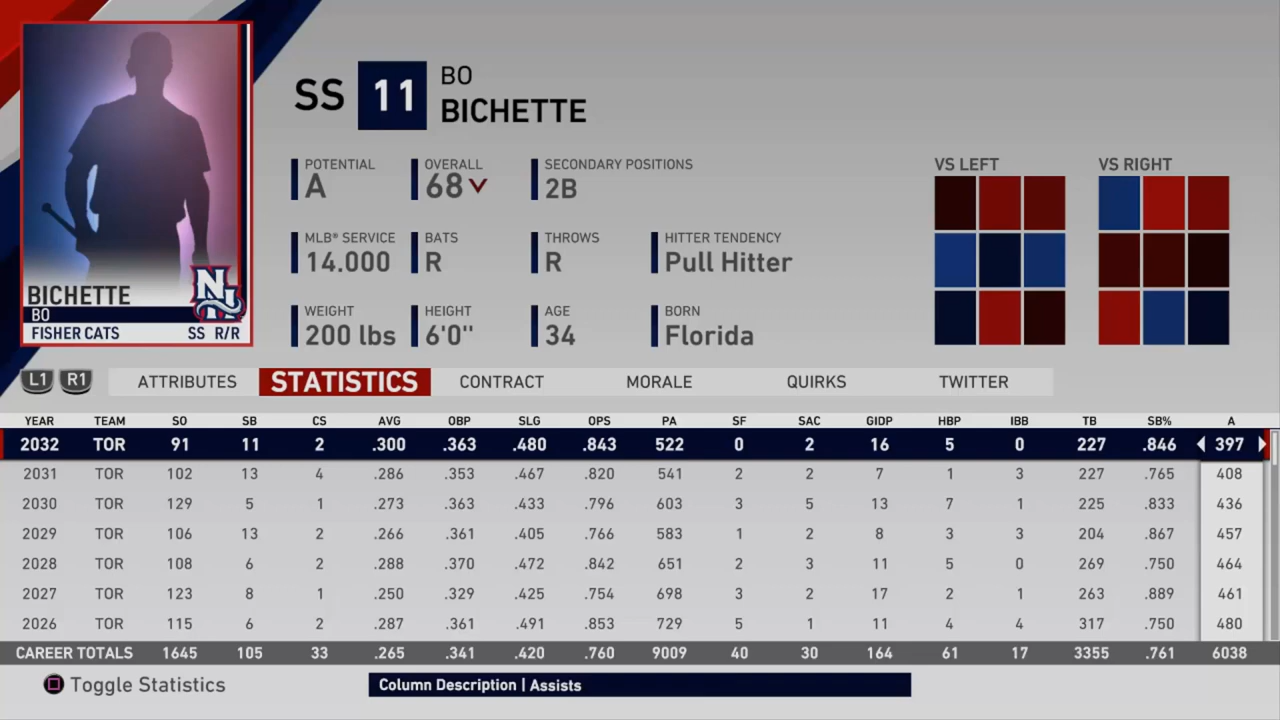 SS 11 BO
BICHETTE
POTENTIAL OVERALL SECONDARY POSITIONS VS LEFT VS RIGHT
A 68 2B
MLB® SERVICE BATS THROWS HITTER TENDENCY
14.000 R R Pull Hitter
WEIGHT HEIGHT AGE BORN
200 lbs 6'0" 34 Florida
N
BICHETTE
BO
FISHER CATS SS R/R
L1 R1 ATTRIBUTES STATISTICS CONTRACT MORALE QUIRKS TWITTER
YEAR TEAM SO SB CS AVG OBP SLG OPS PA SF SAC GIDP HBP IBB TB SB% A
2032 TOR 91 11 2 .300 .363 .480 .843 522 0 2 16 5 0 227 .846 397
2031 TOR 102 13 4 .286 .353 .467 .820 541 2 2 7 1 3 227 .765 408
2030 TOR 129 5 1 .273 .363 .433 .796 603 3 5 13 7 1 225 .833 436
2029 TOR 106 13 2 .266 .361 .405 .766 583 1 2 8 3 3 204 .867 457
2028 TOR 108 6 2 .288 .370 .472 .842 651 2 3 11 5 0 269 .750 464
2027 TOR 123 8 1 .250 .329 .425 .754 698 3 2 17 2 1 263 .889 461
2026 TOR 115 6 2 .287 .361 .491 .853 729 5 1 11 4 4 317 .750 480
CAREER TOTALS 1645 105 33 .265 .341 .420 .760 9009 40 30 164 61 17 3355 .761 6038
Toggle Statistics Column Description | Assists